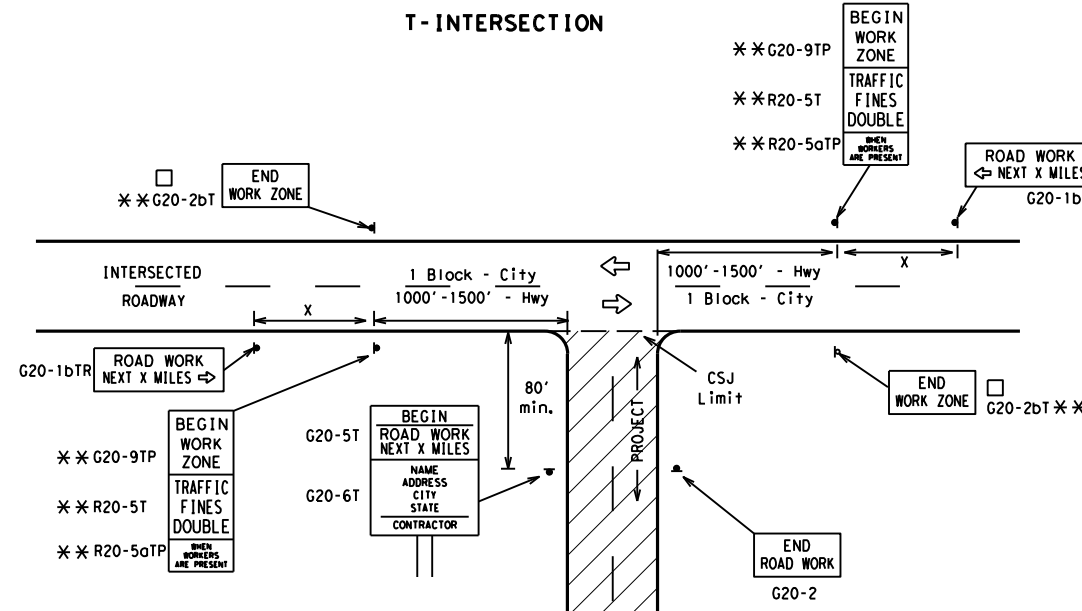 T-INTERSECTION
BEGIN
WORK
ZONE
**G20-9TP
TRAFFIC
FINES
DOUBLE
**R20-5T
WHEN
WORKERS
ARE PRESENT
**R20-5aTP
ROAD WORK
⇦ NEXT X MILES
G20-1b
END
WORK ZONE
□
**G20-2bT
INTERSECTED
ROADWAY
1 Block - City
1000'-1500' - Hwy
X
1000'-1500' - Hwy
1 Block - City
X
G20-1bTR
ROAD WORK
NEXT X MILES ⇨
80'
min.
CSJ
Limit
PROJECT
END
WORK ZONE
□
G20-2bT **
BEGIN
WORK
ZONE
**G20-9TP
TRAFFIC
FINES
DOUBLE
**R20-5T
WHEN
WORKERS
ARE PRESENT
**R20-5aTP
G20-5T
BEGIN
ROAD WORK
NEXT X MILES
G20-6T
NAME
ADDRESS
CITY
STATE
CONTRACTOR
END
ROAD WORK
G20-2